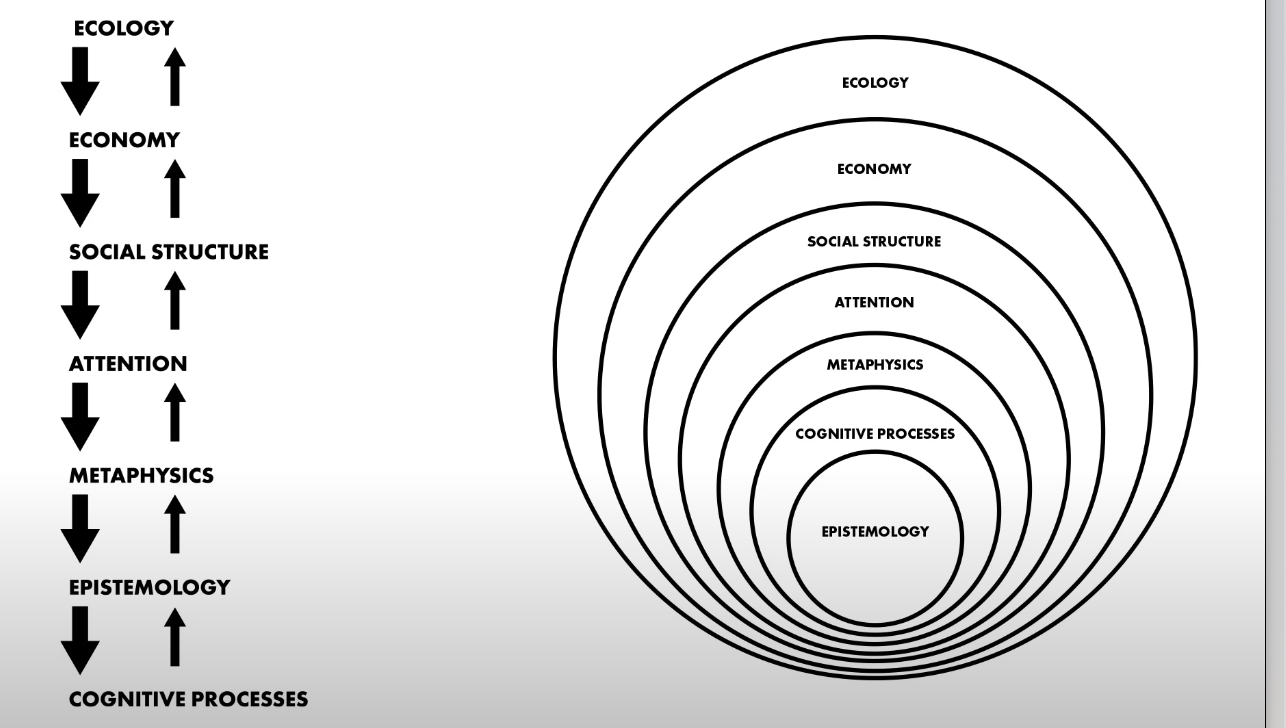 ECOLOGY
ECONOMY
SOCIAL STRUCTURE
ATTENTION
METAPHYSICS
EPISTEMOLOGY
COGNITIVE PROCESSES
ECOLOGY
ECONOMY
SOCIAL STRUCTURE
ATTENTION
METAPHYSICS
COGNITIVE PROCESSES
EPISTEMOLOGY